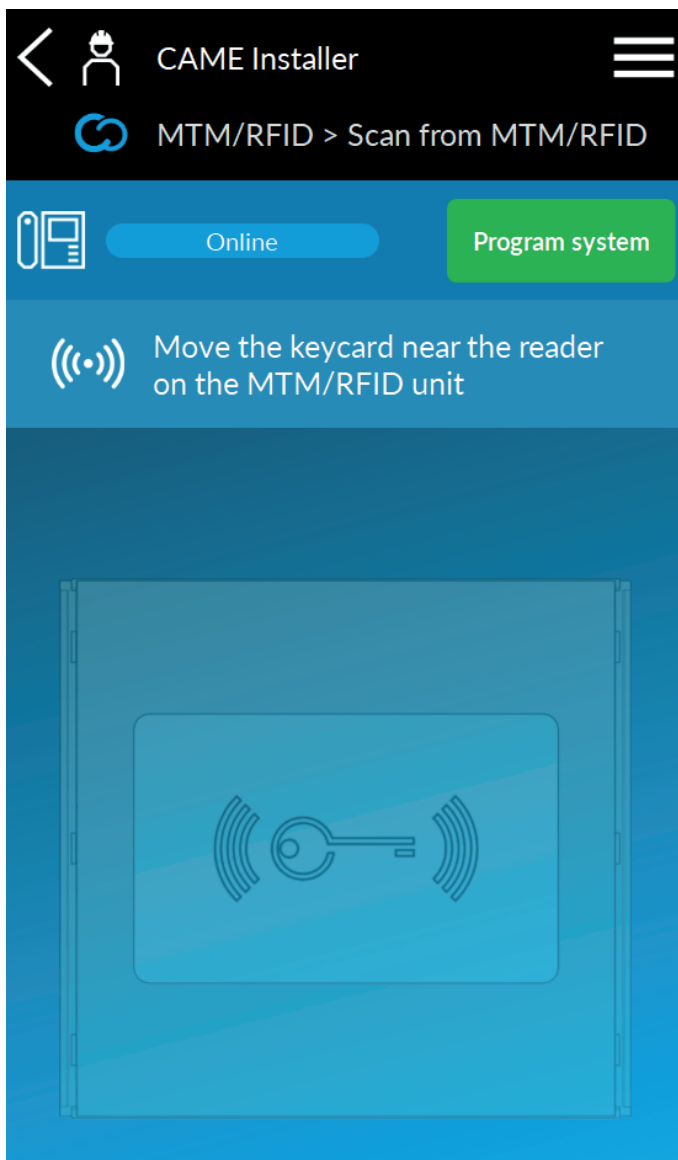 CAME Installer
MTM/RFID > Scan from MTM/RFID
Online
Program system
Move the keycard near the reader
on the MTM/RFID unit